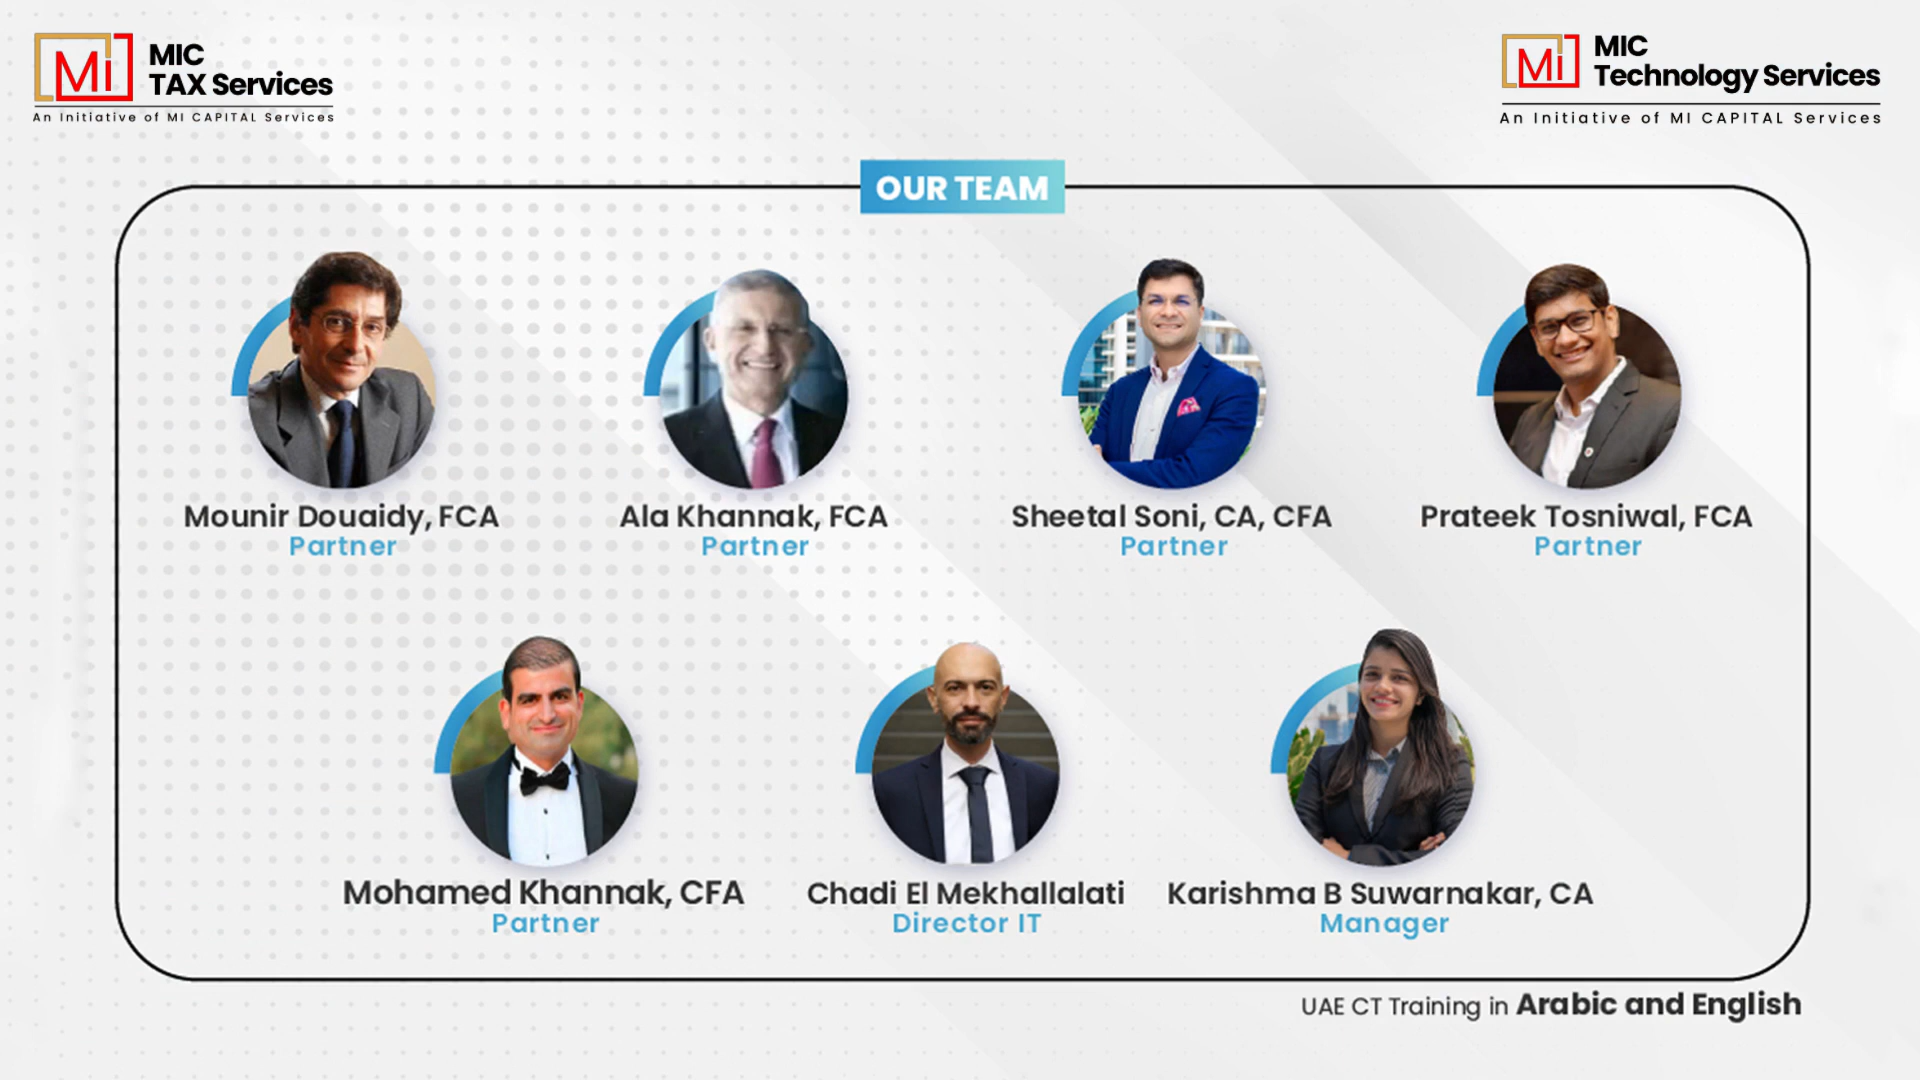 Mi
MIC
TAX Services
An Initiative of MI CAPITAL Services
Mi
MIC
Technology Services
An Initiative of MI CAPITAL Services
OUR TEAM
Mounir Douaidy, FCA
Partner
Ala Khannak, FCA
Partner
Sheetal Soni, CA, CFA
Partner
Prateek Tosniwal, FCA
Partner
Mohamed Khannak, CFA
Partner
Chadi El Mekhallalati
Director IT
Karishma B Suwarnakar, CA
Manager
UAE CT Training in Arabic and English